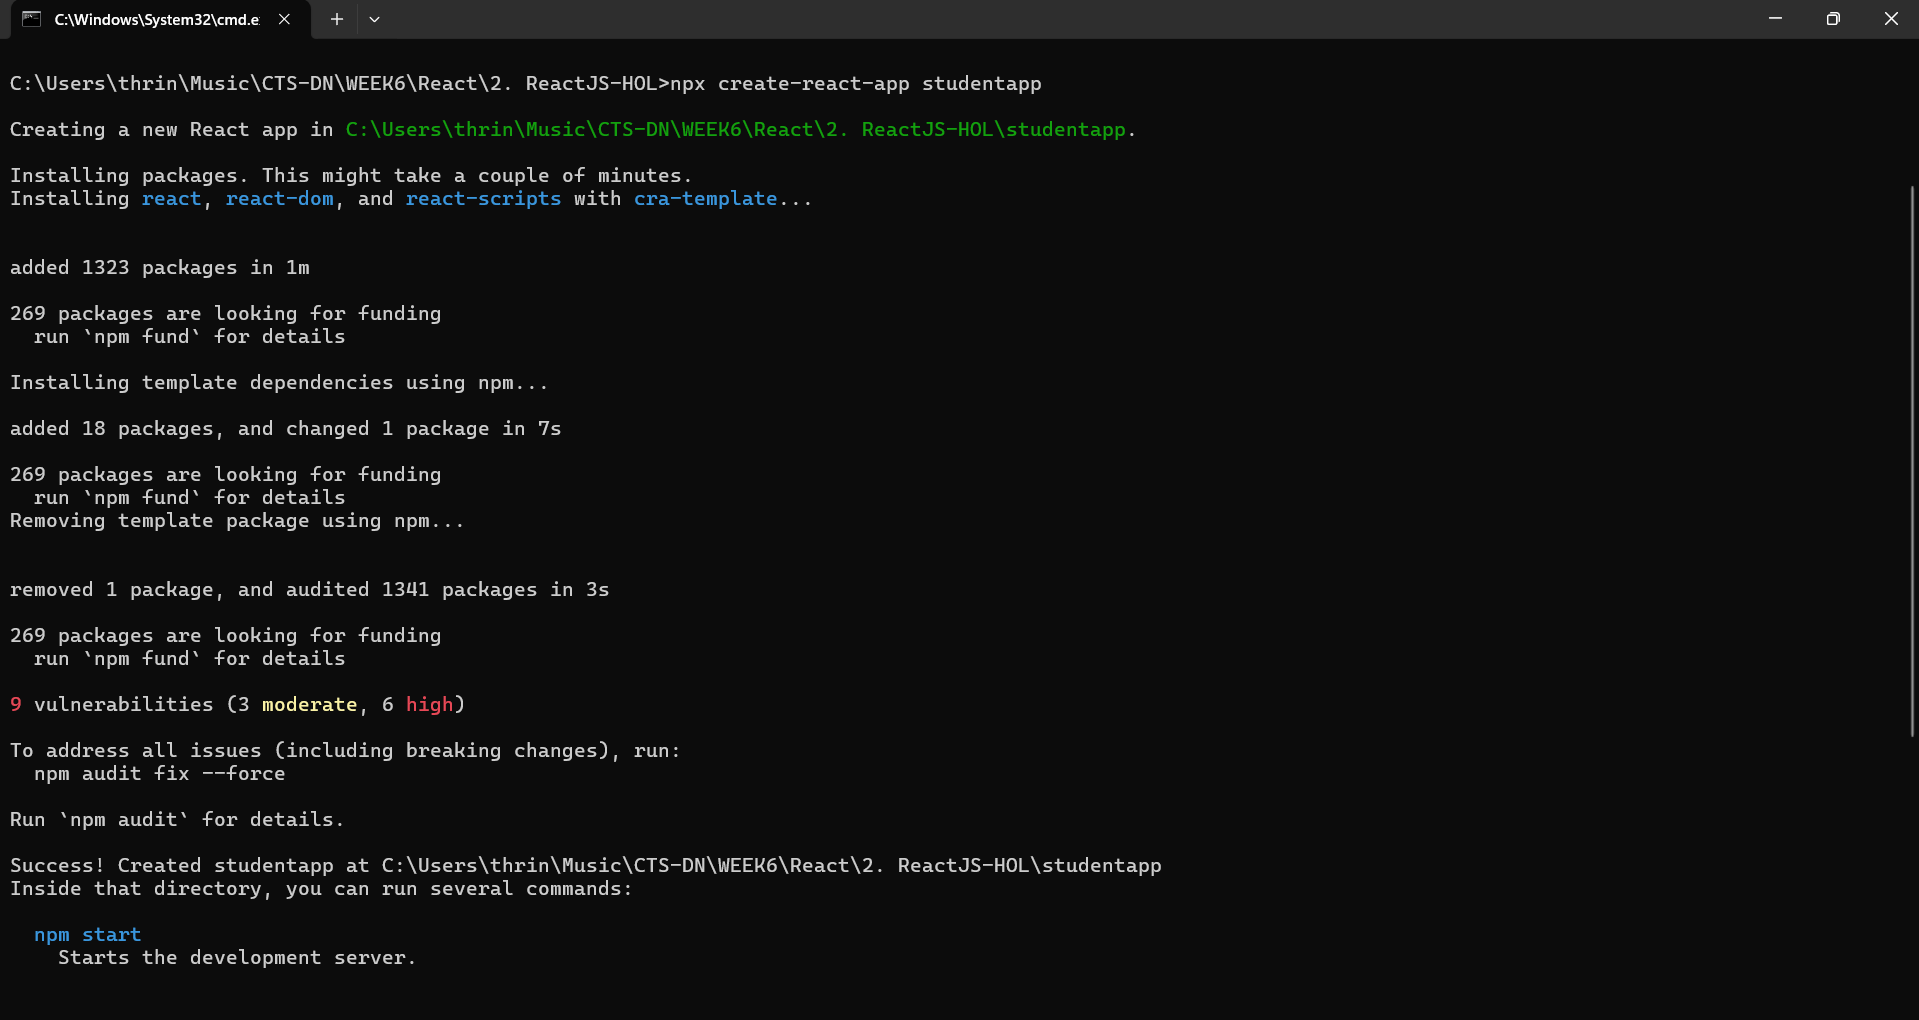 C:\Windows\System32\cmd.e
C:\Users\thrin\Music\CTS-DN\WEEK6\React\2. ReactJS-HOL>npx create-react-app studentapp
Creating a new React app in C:\Users\thrin\Music\CTS-DN\WEEK6\React\2. ReactJS-HOL\studentapp.
Installing packages. This might take a couple of minutes.
Installing react, react-dom, and react-scripts with cra-template...
added 1323 packages in 1m
269 packages are looking for funding
  run `npm fund` for details
Installing template dependencies using npm...
added 18 packages, and changed 1 package in 7s
269 packages are looking for funding
  run `npm fund` for details
Removing template package using npm...
removed 1 package, and audited 1341 packages in 3s
269 packages are looking for funding
  run `npm fund` for details
9 vulnerabilities (3 moderate, 6 high)
To address all issues (including breaking changes), run:
  npm audit fix --force
Run `npm audit` for details.
Success! Created studentapp at C:\Users\thrin\Music\CTS-DN\WEEK6\React\2. ReactJS-HOL\studentapp
Inside that directory, you can run several commands:
  npm start
    Starts the development server.